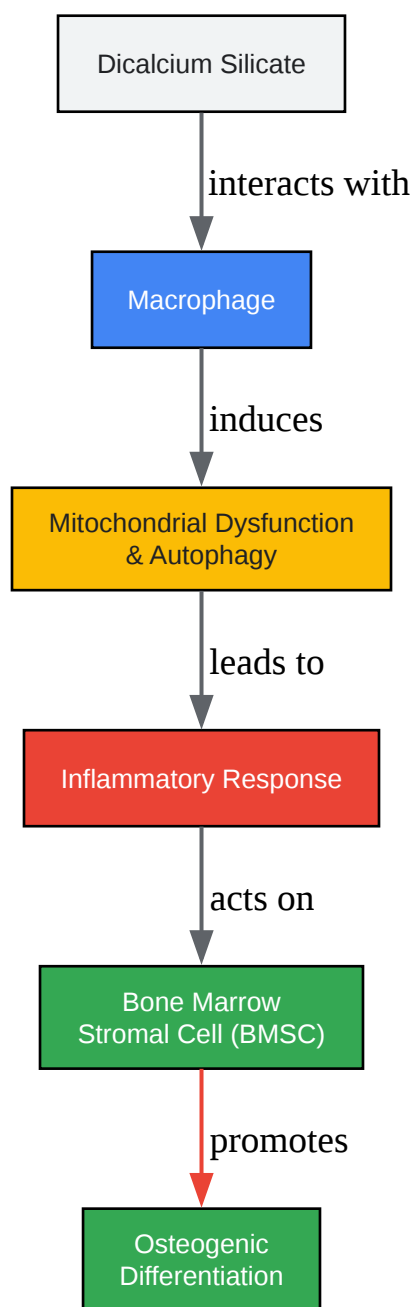 Dicalcium Silicate
interacts with
Macrophage
induces
Mitochondrial Dysfunction
& Autophagy
leads to
Inflammatory Response
acts on
Bone Marrow
Stromal Cell (BMSC)
promotes
Osteogenic
Differentiation